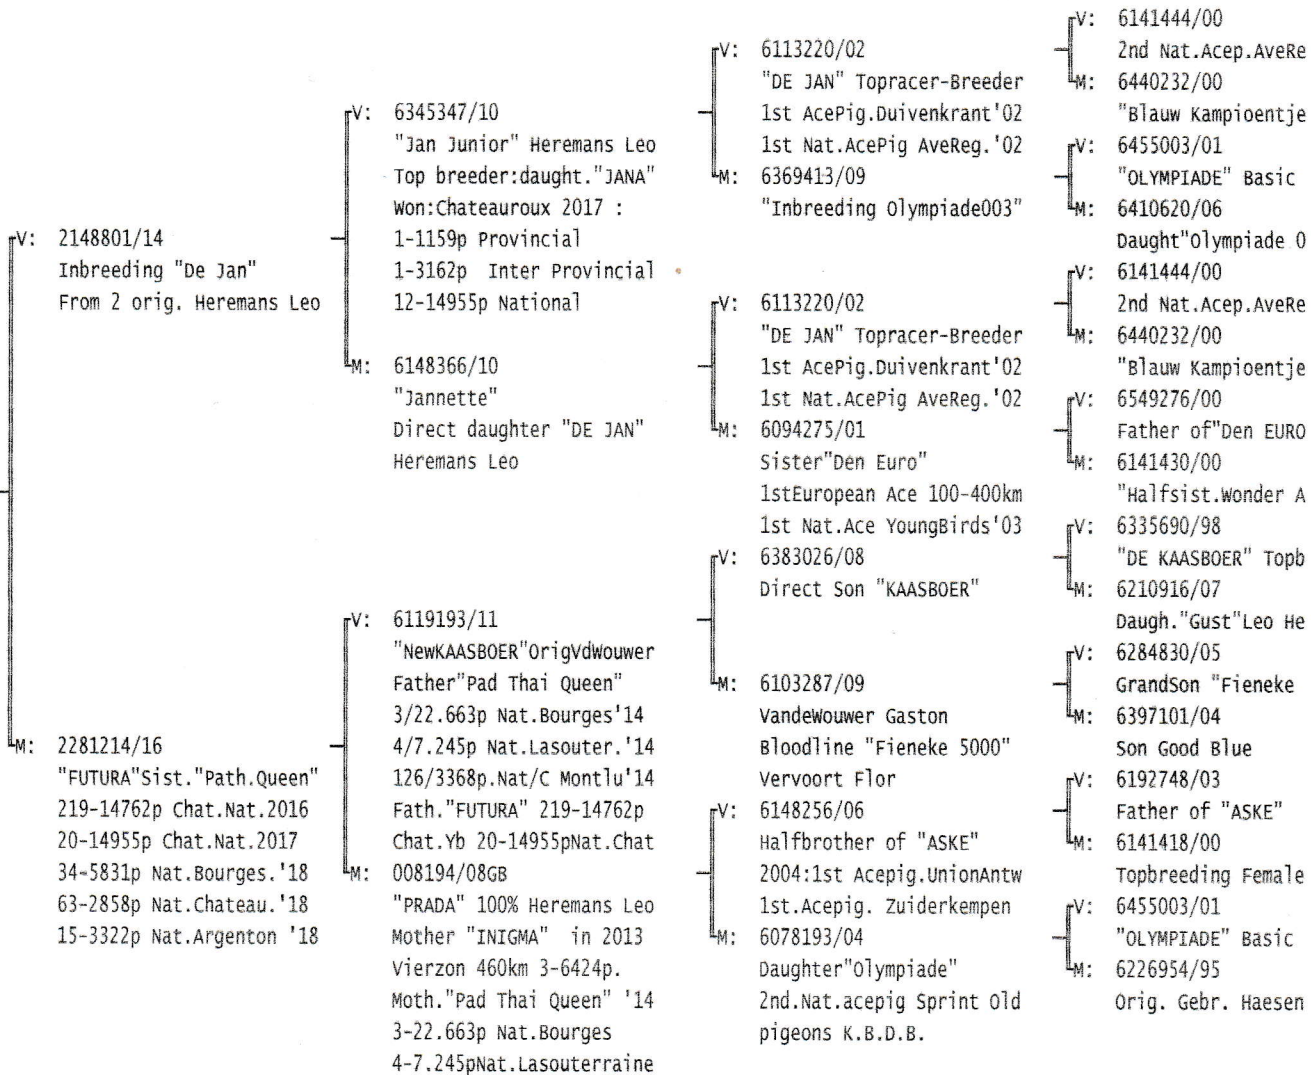 V: 2148801/14
Inbreeding "De Jan"
From 2 orig. Heremans Leo
M: 2281214/16
"FUTURA"Sist."Path.Queen"
219-14762p Chat.Nat.2016
20-14955p Chat.Nat.2017
34-5831p Nat.Bourges.'18
63-2858p Nat.Chateau.'18
15-3322p Nat.Argenton '18
V: 6345347/10
"Jan Junior" Heremans Leo
Top breeder:daught."JANA"
Won:Chateauroux 2017 :
1-1159p Provincial
1-3162p Inter Provincial
12-14955p National
M: 6148366/10
"Jannette"
Direct daughter "DE JAN"
Heremans Leo
V: 6119193/11
"NewKAASBOER"OrigVdWouwer
Father"Pad Thai Queen"
3/22.663p Nat.Bourges'14
4/7.245p Nat.Lasouter.'14
126/3368p.Nat/C Montlu'14
Fath."FUTURA" 219-14762p
Chat.Yb 20-14955pNat.Chat
M: 008194/08GB
"PRADA" 100% Heremans Leo
Mother "INIGMA" in 2013
Vierzon 460km 3-6424p.
Moth."Pad Thai Queen" '14
3-22.663p Nat.Bourges
4-7.245pNat.Lasouterraine
V: 6113220/02
"DE JAN" Topracer-Breeder
1st AcePig.Duivenkrant'02
1st Nat.AcePig AveReg.'02
M: 6369413/09
"Inbreeding Olympiade003"
V: 6113220/02
"DE JAN" Topracer-Breeder
1st AcePig.Duivenkrant'02
1st Nat.AcePig AveReg.'02
M: 6094275/01
Sister"Den Euro"
1stEuropean Ace 100-400km
1st Nat.Ace YoungBirds'03
V: 6383026/08
Direct Son "KAASBOER"
M: 6103287/09
VandeWouwer Gaston
Bloodline "Fieneke 5000"
Vervoort Flor
V: 6148256/06
Halfbrother of "ASKE"
2004:1st Acepig.UnionAntw
1st.Acepig. Zuiderkempen
M: 6078193/04
Daughter"Olympiade"
2nd.Nat.acepig Sprint Old
pigeons K.B.D.B.
V: 6141444/00
2nd Nat.Acep.AveRe
M: 6440232/00
"Blauw Kampioentje
V: 6455003/01
"OLYMPIADE" Basic
M: 6410620/06
Daught"Olympiade 0
V: 6141444/00
2nd Nat.Acep.AveRe
M: 6440232/00
"Blauw Kampioentje
V: 6549276/00
Father of"Den EURO
M: 6141430/00
"Halfsist.Wonder A
V: 6335690/98
"DE KAASBOER" Topb
M: 6210916/07
Daugh."Gust"Leo He
V: 6284830/05
GrandSon "Fieneke
M: 6397101/04
Son Good Blue
V: 6192748/03
Father of "ASKE"
M: 6141418/00
Topbreeding Female
V: 6455003/01
"OLYMPIADE" Basic
M: 6226954/95
Orig. Gebr. Haesen